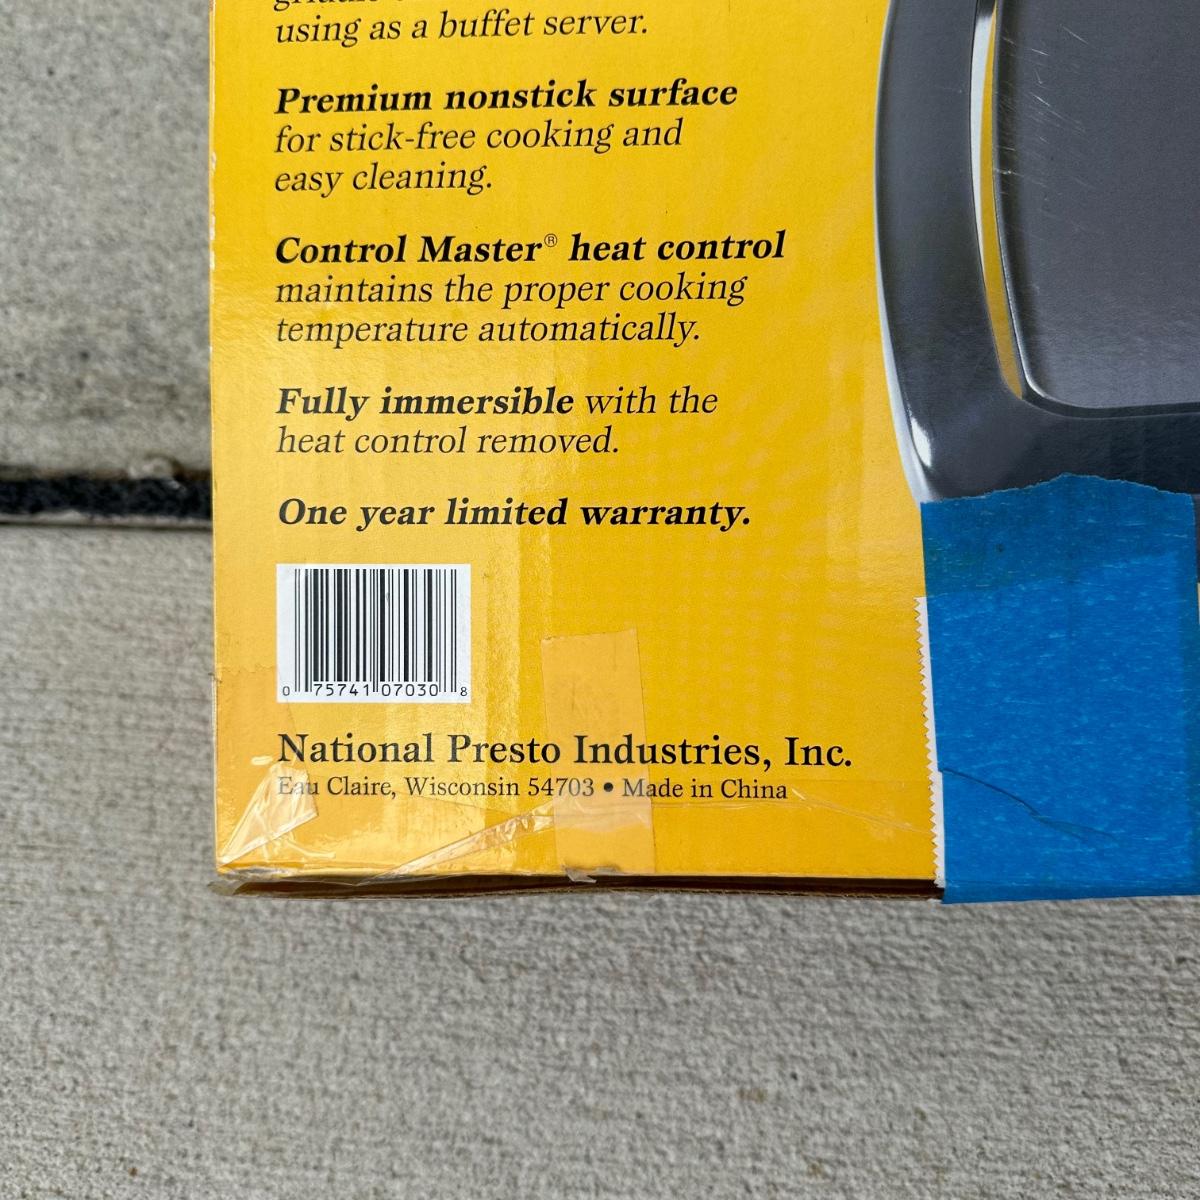 using as a buffet server.
Premium nonstick surface
for stick-free cooking and
easy cleaning.
Control Master® heat control
maintains the proper cooking
temperature automatically.
Fully immersible with the
heat control removed.
One year limited warranty.
0 75741 07030 8
National Presto Industries, Inc.
Eau Claire, Wisconsin 54703 • Made in China